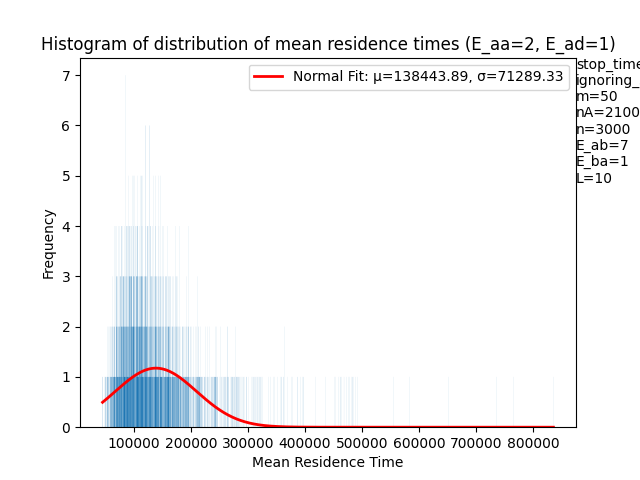 Histogram of distribution of mean residence times (E_aa=2, E_ad=1)
Normal Fit: μ=138443.89, σ=71289.33
stop_time
ignoring_
m=50
nA=2100
n=3000
E_ab=7
E_ba=1
L=10
Frequency
7
6
5
4
3
2
1
0
100000 200000 300000 400000 500000 600000 700000 800000
Mean Residence Time